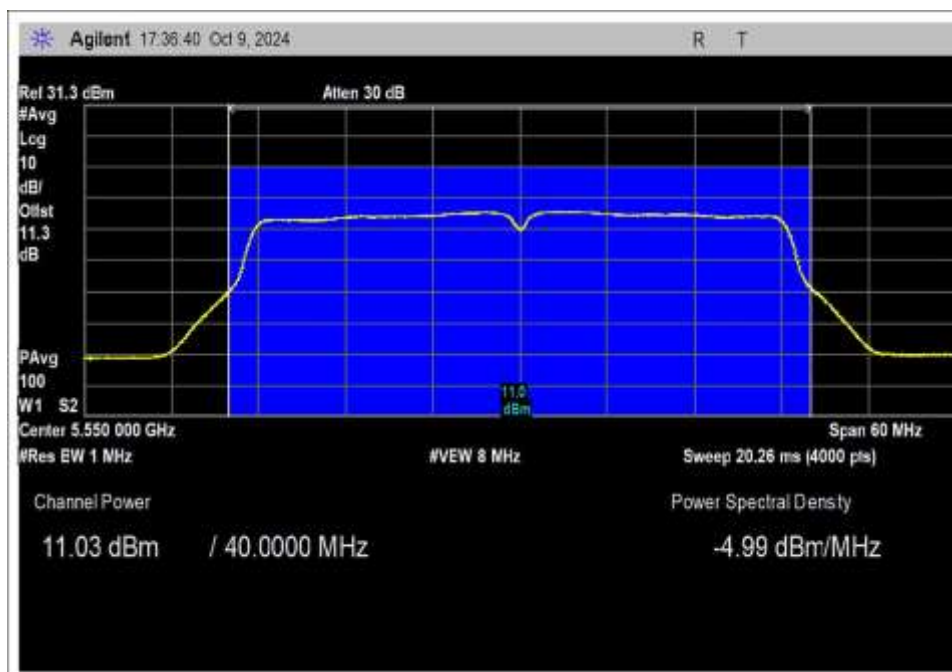 Agilent 17:36:40 Oct 9, 2024 R T
Ref 31.3 dBm Atten 30 dB
#Avg
Log
10
dB/
Offst
11.3
dB
PAvg
100
W1 S2
11.0
dBm
Center 5.550 000 GHz Span 60 MHz
#Res BW 1 MHz #VBW 8 MHz Sweep 20.26 ms (4000 pts)
Channel Power Power Spectral Density
11.03 dBm / 40.0000 MHz -4.99 dBm/MHz